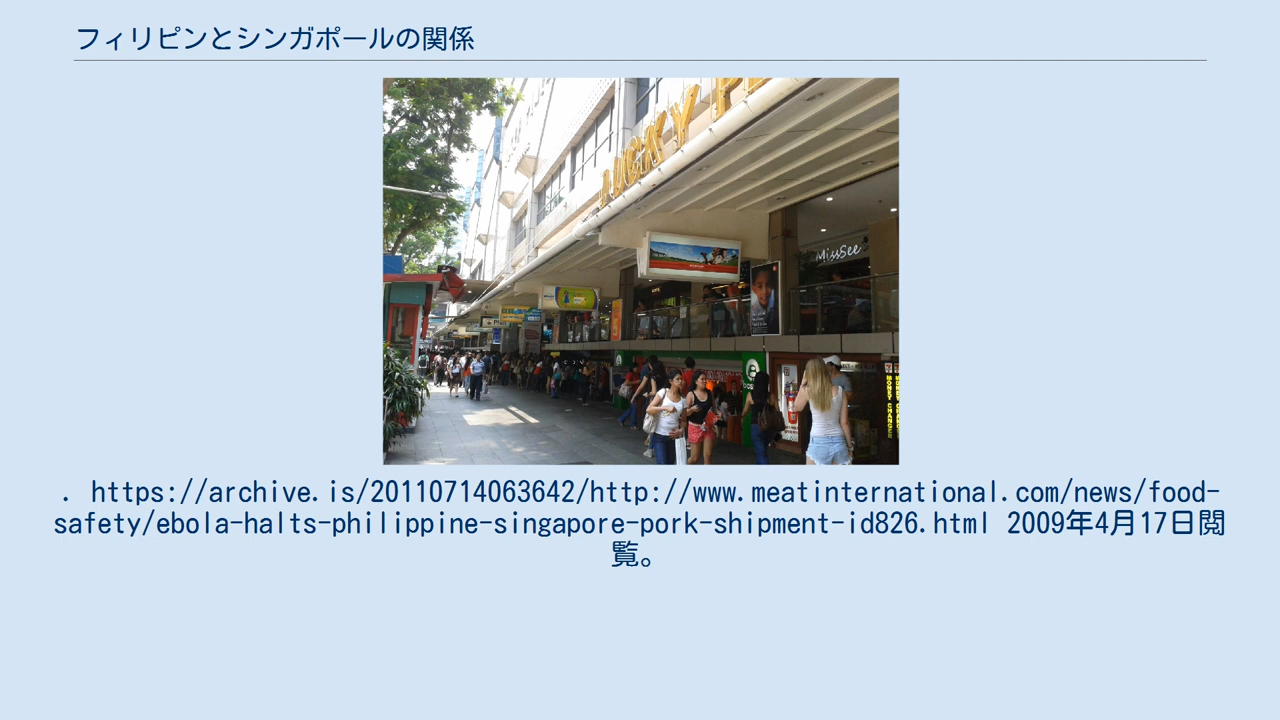 フィリピンとシンガポールの関係
LUCKY
MissSee
MONEY CHANGER
. https://archive.is/20110714063642/http://www.meatinternational.com/news/food-
safety/ebola-halts-philippine-singapore-pork-shipment-id826.html 2009年4月17日閲
覧。